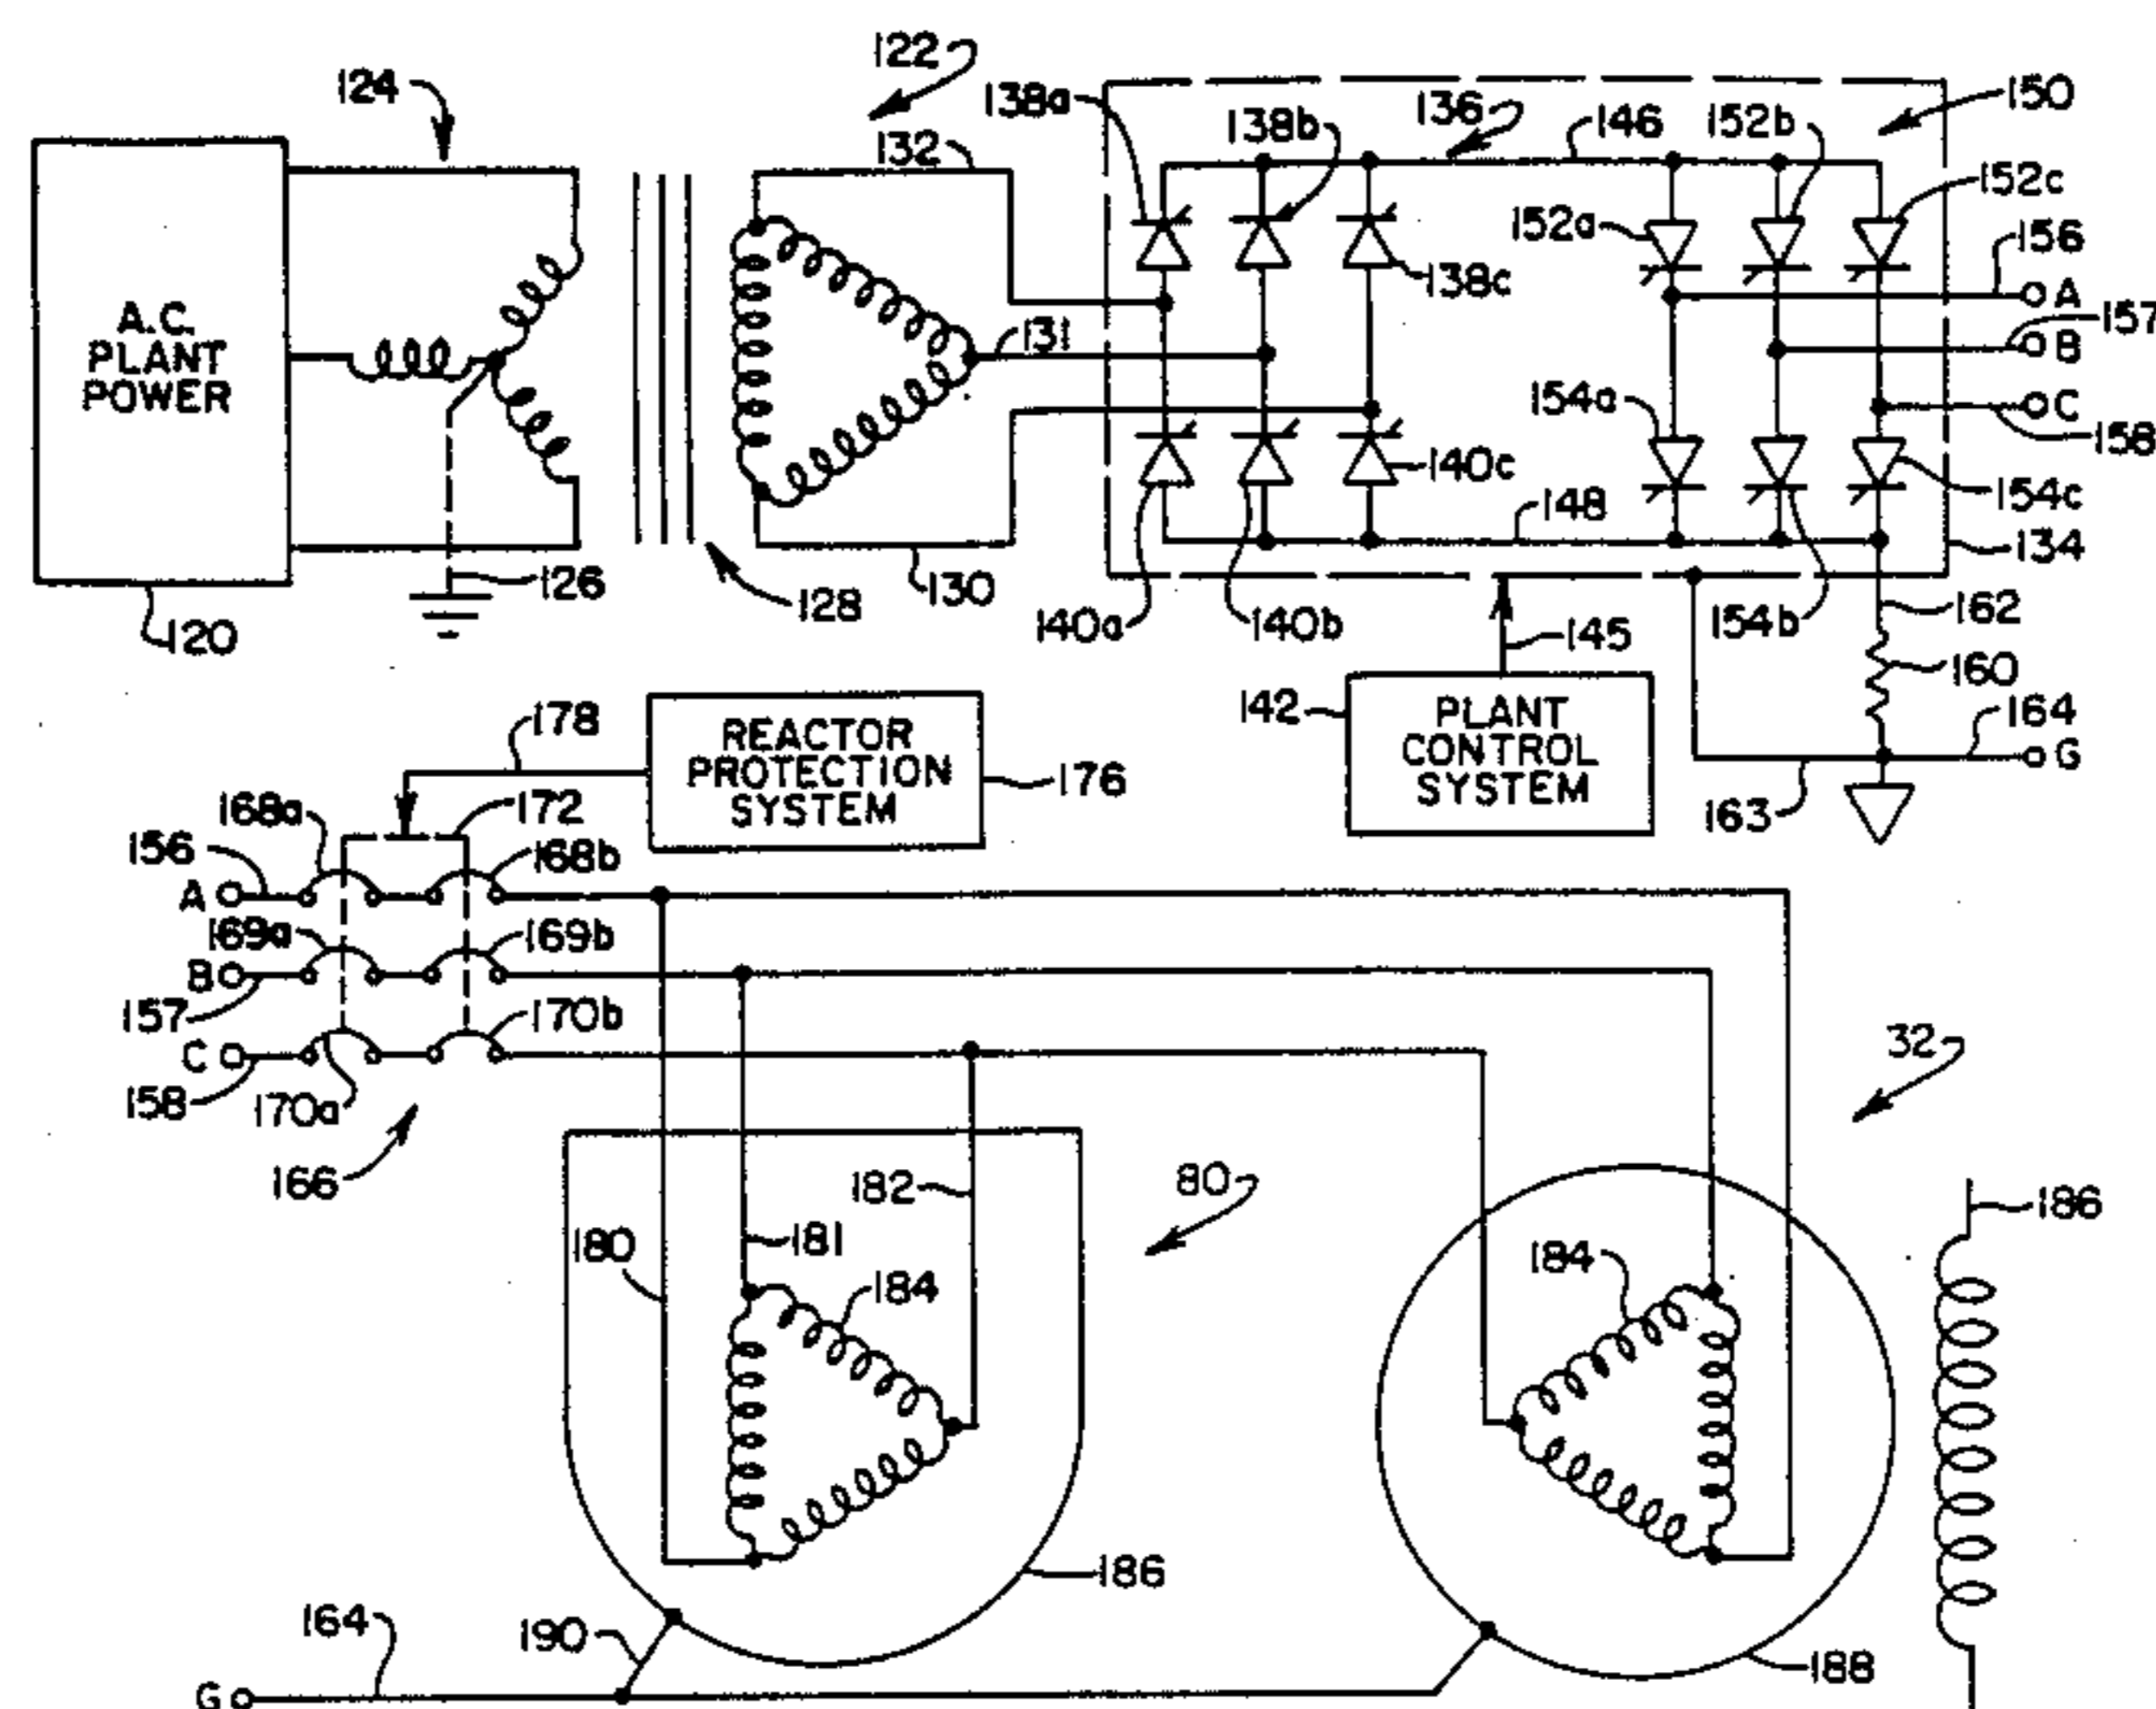 122
124
138a
138b
136
146
152b
150
132
152c
152a
156
A.C.
PLANT
POWER
131
138c
A
157
B
154a
C
158
140c
154c
148
134
126
128
130
140a
140b
154b
162
120
145
160
142
PLANT
CONTROL
SYSTEM
164
G
163
178
REACTOR
PROTECTION
SYSTEM
176
168a
172
156
168b
A
169a
169b
B
157
170b
C
158
170a
32
166
182
80
186
180
181
184
184
186
164
190
188
G